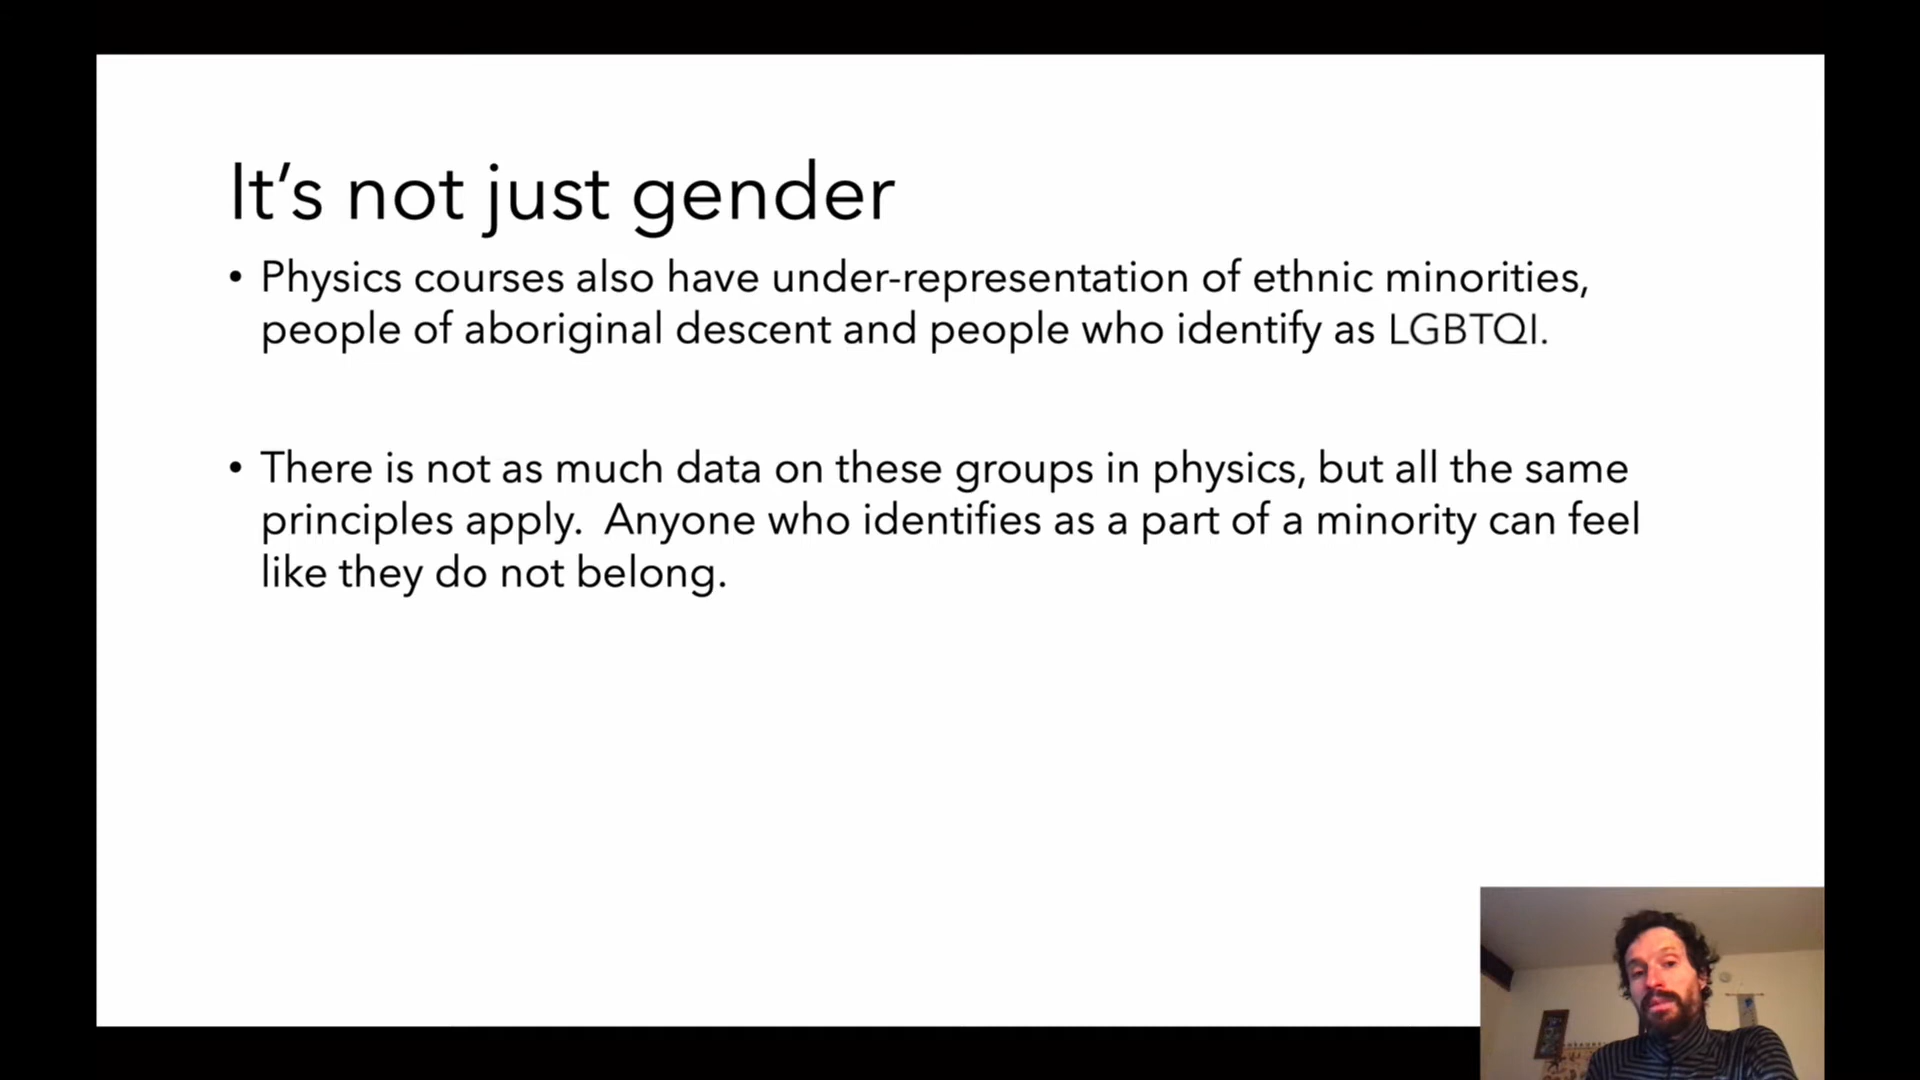 It’s not just gender
• Physics courses also have under-representation of ethnic minorities,
people of aboriginal descent and people who identify as LGBTQI.
• There is not as much data on these groups in physics, but all the same
principles apply.  Anyone who identifies as a part of a minority can feel
like they do not belong.